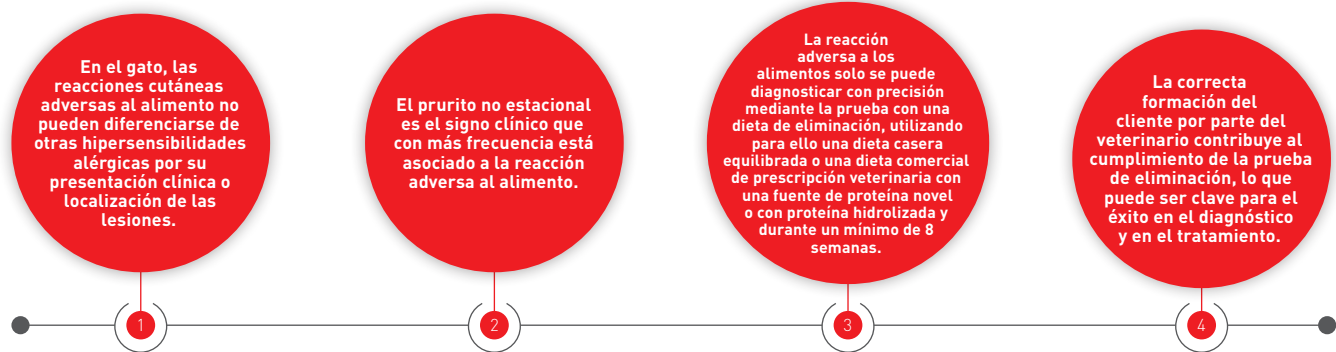 En el gato, las
reacciones cutáneas
adversas al alimento no
pueden diferenciarse de
otras hipersensibilidades
alérgicas por su
presentación clínica o
localización de las
lesiones.
1
El prurito no estacional
es el signo clínico que
con más frecuencia está
asociado a la reacción
adversa al alimento.
2
La reacción
adversa a los
alimentos solo se puede
diagnosticar con precisión
mediante la prueba con una
dieta de eliminación, utilizando
para ello una dieta casera
equilibrada o una dieta comercial
de prescripción veterinaria con
una fuente de proteína novel
o con proteína hidrolizada y
durante un mínimo de 8
semanas.
3
La correcta
formación del
cliente por parte del
veterinario contribuye al
cumplimiento de la prueba
de eliminación, lo que
puede ser clave para el
éxito en el diagnóstico
y en el tratamiento.
4